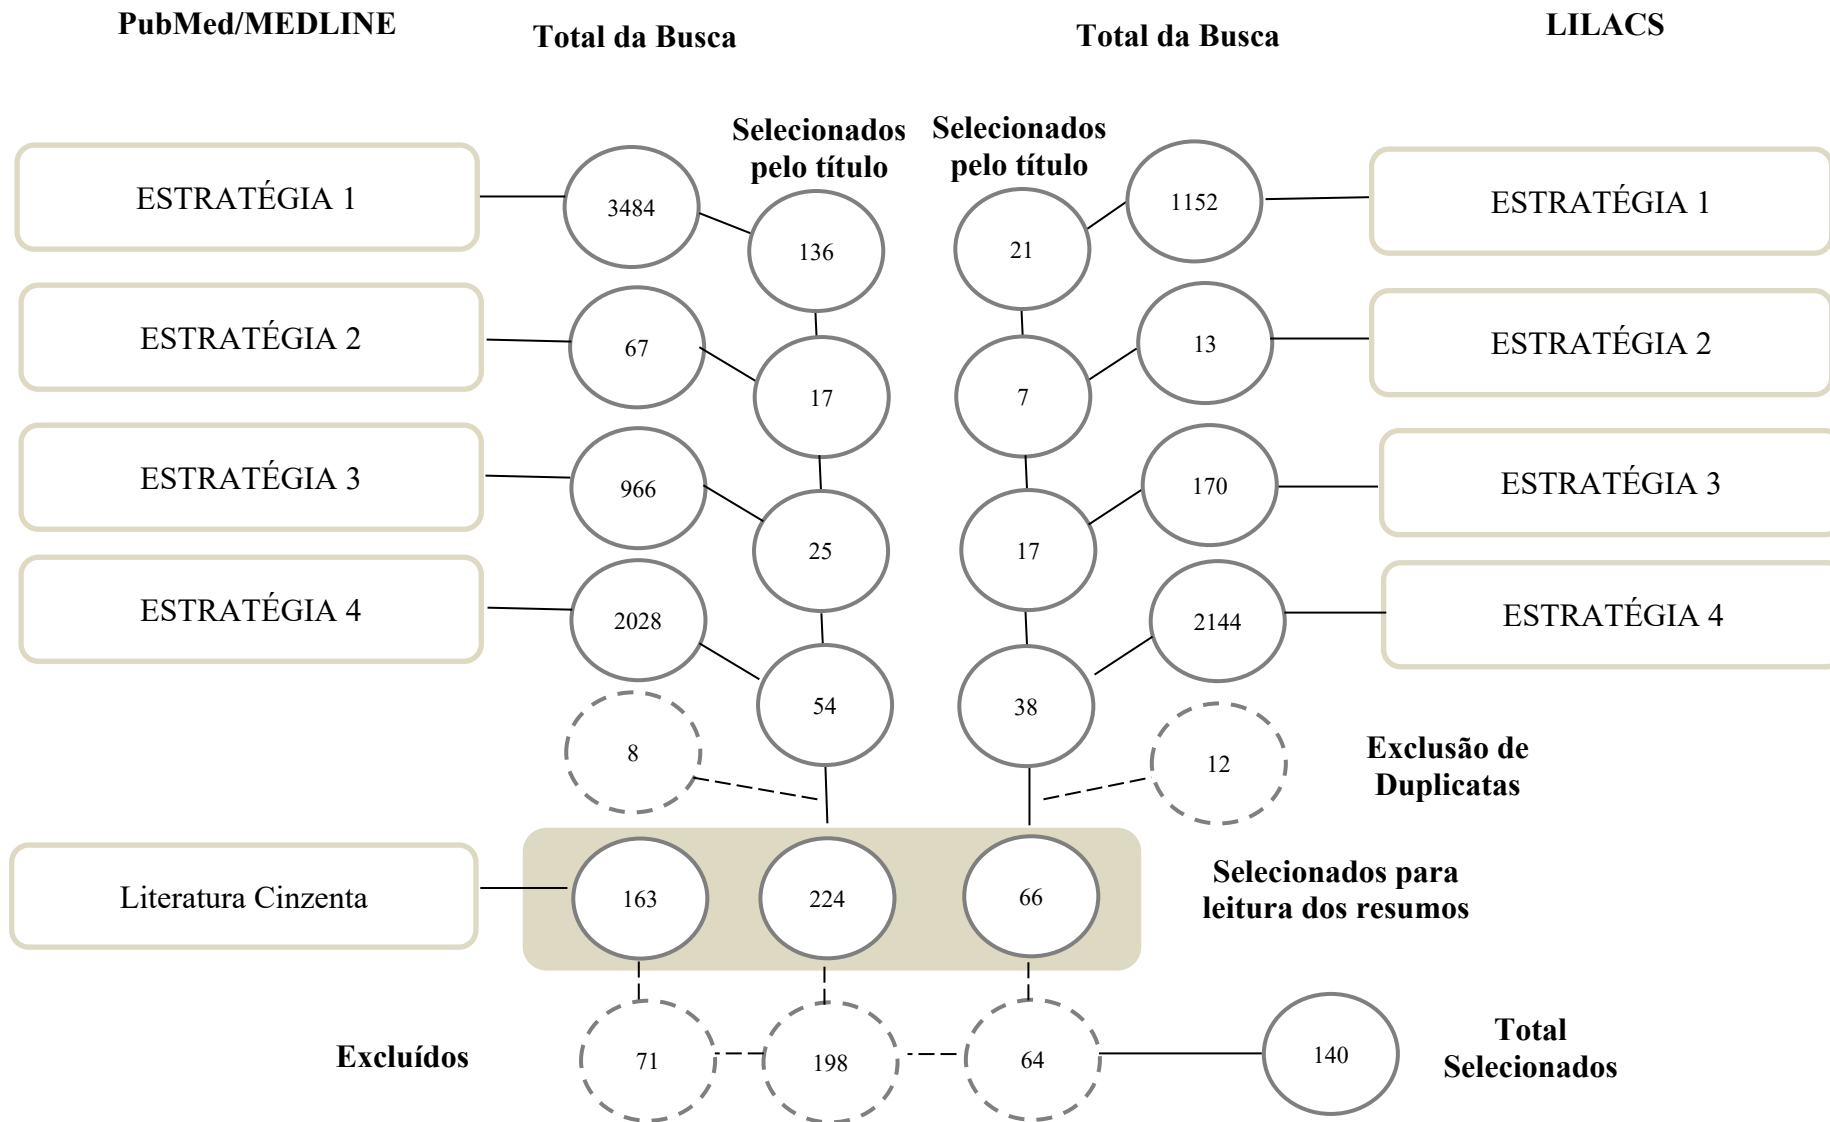 PubMed/MEDLINE
Total da Busca
Total da Busca
LILACS
Selecionados
pelo título
Selecionados
pelo título
ESTRATÉGIA 1
3484
136
21
1152
ESTRATÉGIA 1
ESTRATÉGIA 2
67
17
7
13
ESTRATÉGIA 2
ESTRATÉGIA 3
966
25
17
170
ESTRATÉGIA 3
ESTRATÉGIA 4
2028
54
38
2144
ESTRATÉGIA 4
8
12
Exclusão de
Duplicatas
Literatura Cinzenta
163
224
66
Selecionados para
leitura dos resumos
Excluídos
71
198
64
140
Total
Selecionados